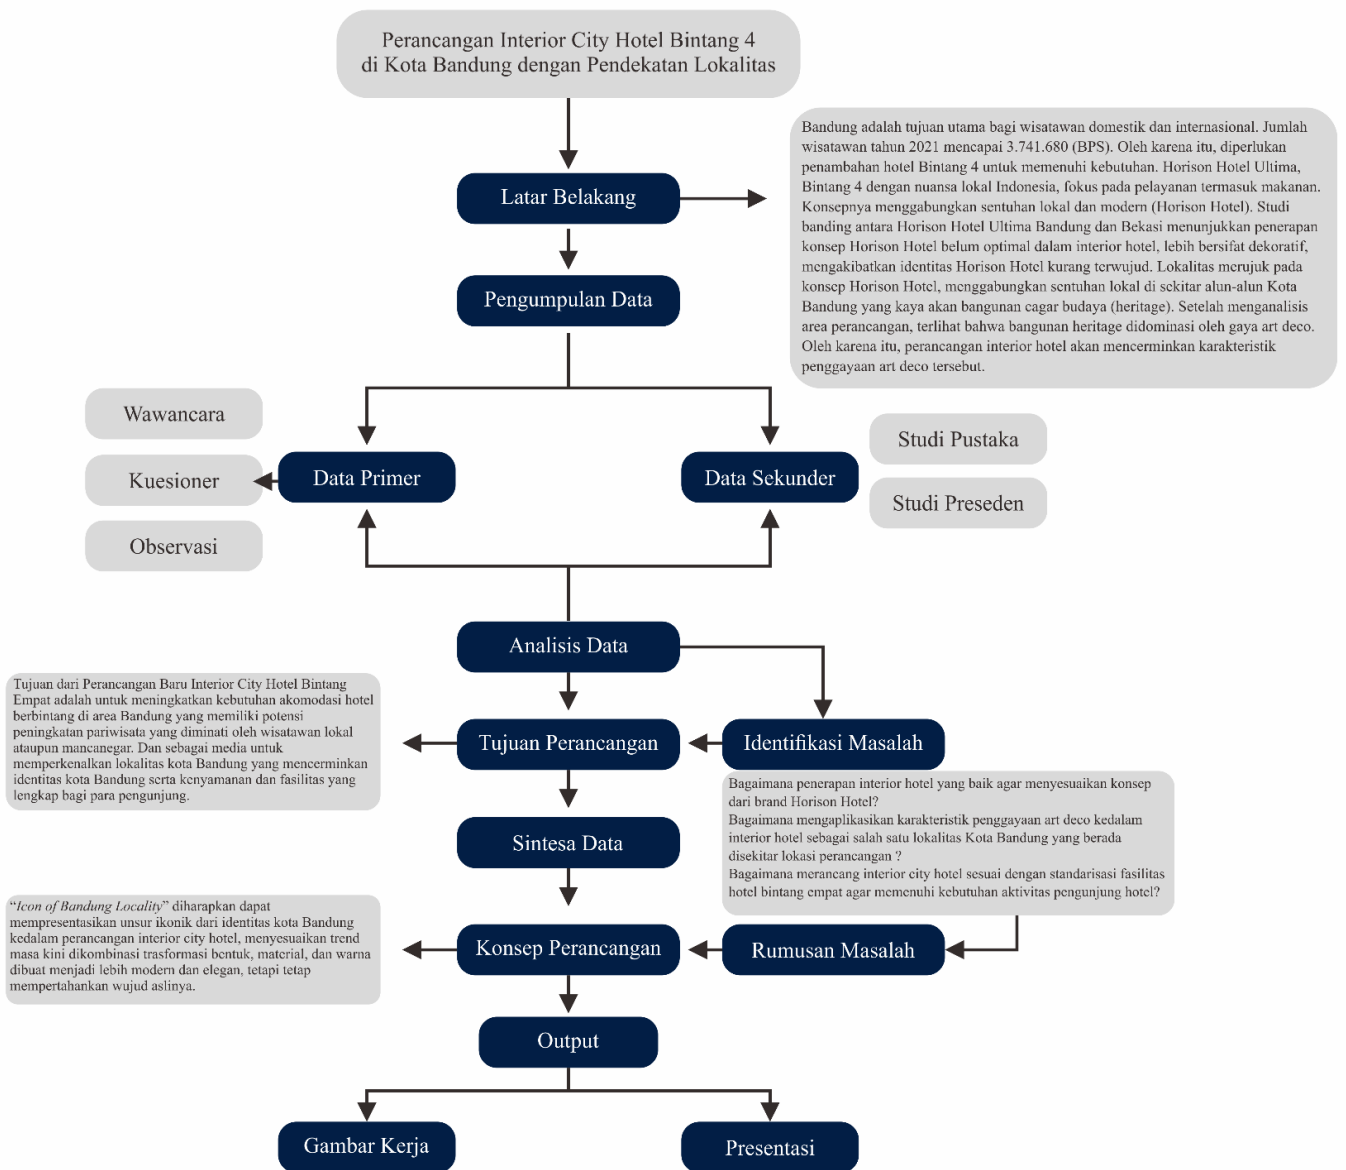 Perancangan Interior City Hotel Bintang 4
di Kota Bandung dengan Pendekatan Lokalitas
Latar Belakang
Bandung adalah tujuan utama bagi wisatawan domestik dan internasional. Jumlah
wisatawan tahun 2021 mencapai 3.741.680 (BPS). Oleh karena itu, diperlukan
penambahan hotel Bintang 4 untuk memenuhi kebutuhan. Horison Hotel Ultima,
Bintang 4 dengan nuansa lokal Indonesia, fokus pada pelayanan termasuk makanan.
Konsepnya menggabungkan sentuhan lokal dan modern (Horison Hotel). Studi
banding antara Horison Hotel Ultima Bandung dan Bekasi menunjukkan penerapan
konsep Horison Hotel belum optimal dalam interior hotel, lebih bersifat dekoratif,
mengakibatkan identitas Horison Hotel kurang terwujud. Lokalitas merujuk pada
konsep Horison Hotel, menggabungkan sentuhan lokal di sekitar alun-alun Kota
Bandung yang kaya akan bangunan cagar budaya (heritage). Setelah menganalisis
area perancangan, terlihat bahwa bangunan heritage didominasi oleh gaya art deco.
Oleh karena itu, perancangan interior hotel akan mencerminkan karakteristik
penggayaan art deco tersebut.
Pengumpulan Data
Wawancara
Kuesioner
Observasi
Data Primer
Data Sekunder
Studi Pustaka
Studi Preseden
Analisis Data
Tujuan dari Perancangan Baru Interior City Hotel Bintang
Empat adalah untuk meningkatkan kebutuhan akomodasi hotel
berbintang di area Bandung yang memiliki potensi
peningkatan pariwisata yang diminati oleh wisatawan lokal
ataupun mancanegar. Dan sebagai media untuk
memperkenalkan lokalitas kota Bandung yang mencerminkan
identitas kota Bandung serta kenyamanan dan fasilitas yang
lengkap bagi para pengunjung.
Tujuan Perancangan
Identifikasi Masalah
Bagaimana penerapan interior hotel yang baik agar menyesuaikan konsep
dari brand Horison Hotel?
Bagaimana mengaplikasikan karakteristik penggayaan art deco kedalam
interior hotel sebagai salah satu lokalitas Kota Bandung yang berada
disekitar lokasi perancangan ?
Bagaimana merancang interior city hotel sesuai dengan standarisasi fasilitas
hotel bintang empat agar memenuhi kebutuhan aktivitas pengunjung hotel?
Sintesa Data
“Icon of Bandung Locality” diharapkan dapat
mempresentasikan unsur ikonik dari identitas kota Bandung
kedalam perancangan interior city hotel, menyesuaikan trend
masa kini dikombinasi trasformasi bentuk, material, dan warna
dibuat menjadi lebih modern dan elegan, tetapi tetap
mempertahankan wujud aslinya.
Konsep Perancangan
Rumusan Masalah
Output
Gambar Kerja
Presentasi